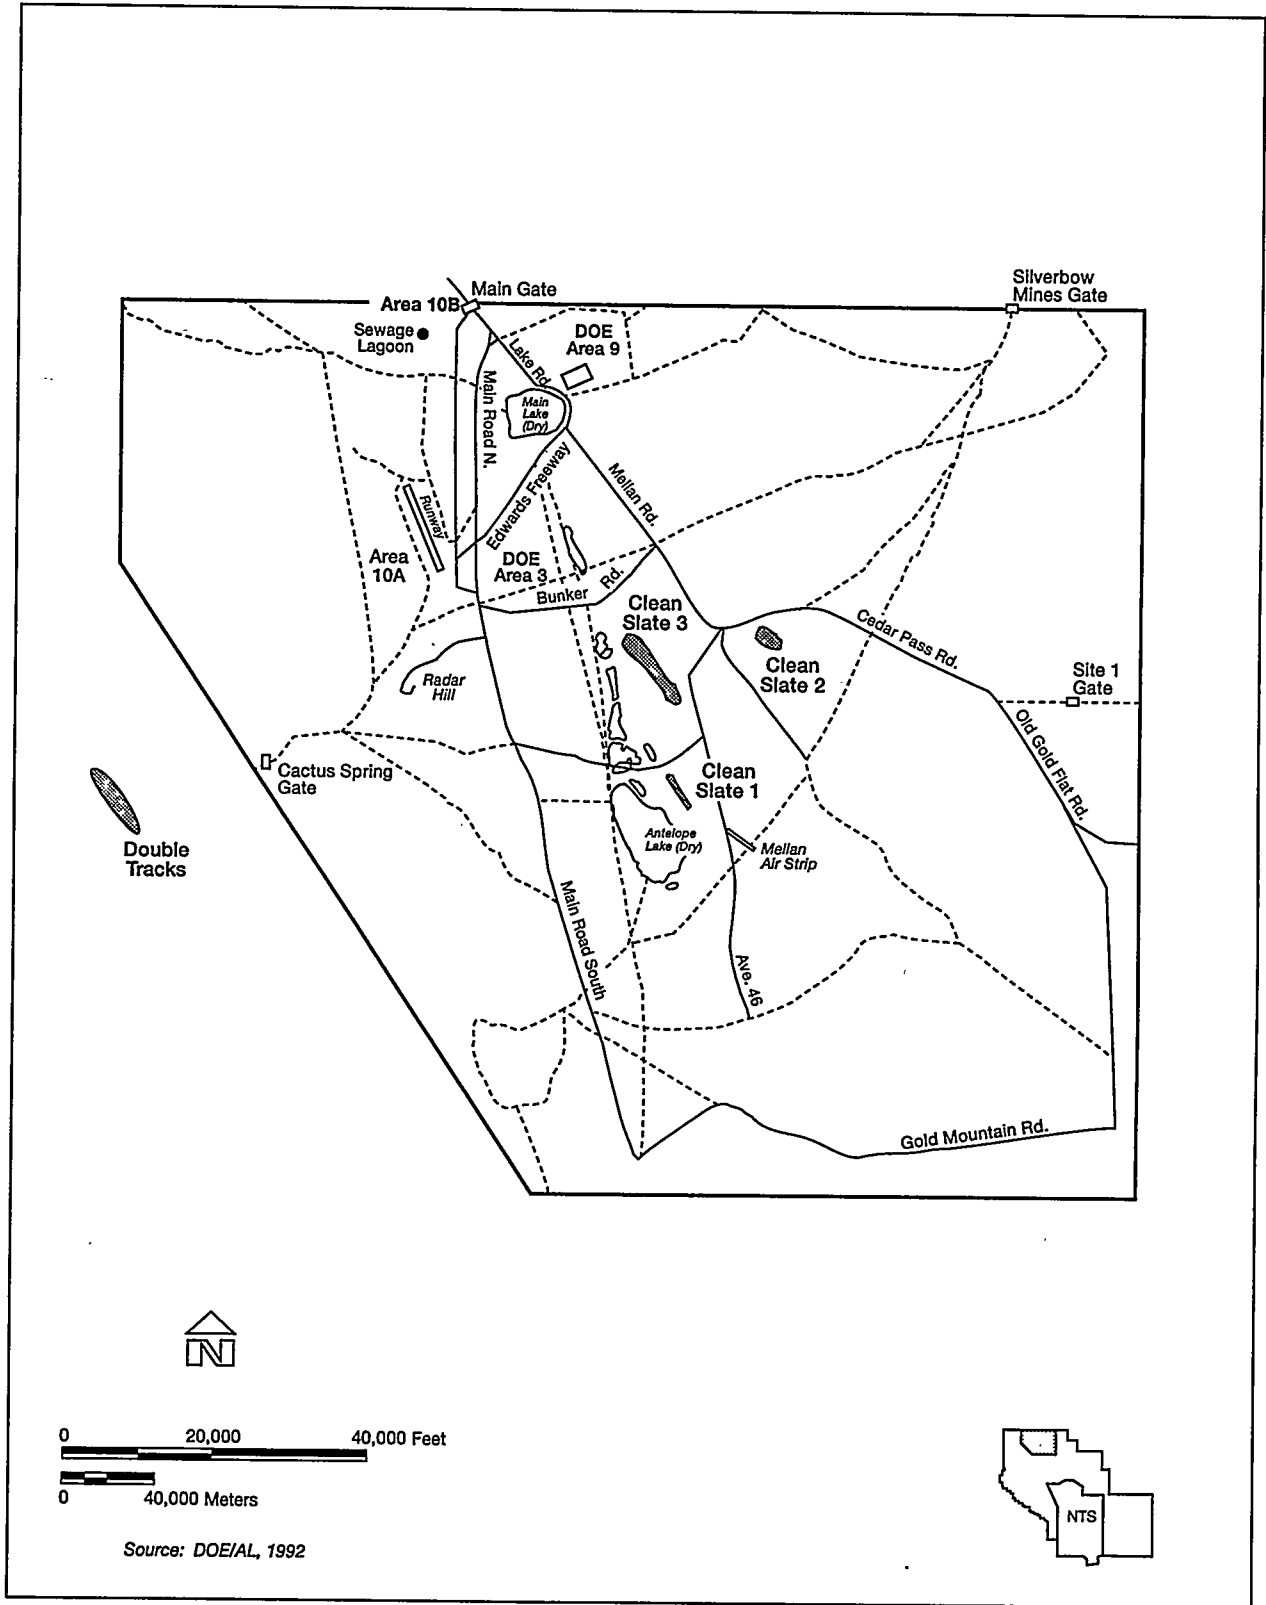 Silverbow
Mines Gate
Main Gate
Area 10B
Sewage
Lagoon
DOE
Area 9
Lake Rd.
Main Road N.
Main
Lake
(Dry)
Edwards Freeway
Mellan Rd.
Runway
Area
10A
DOE
Area 3
Bunker Rd.
Clean
Slate 3
Cedar Pass Rd.
Clean
Slate 2
Site 1
Gate
Radar
Hill
Old Gold Flat Rd.
Cactus Spring
Gate
Clean
Slate 1
Double
Tracks
Antelope
Lake (Dry)
Mellan
Air Strip
Main Road South
Ave. 46
Gold Mountain Rd.
N
0 20,000 40,000 Feet
0 40,000 Meters
NTS
Source: DOE/AL, 1992